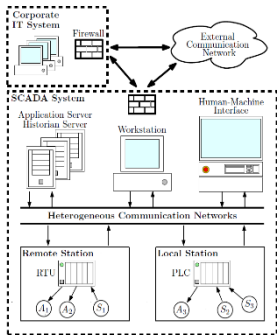 Corporate
IT System
Firewall
External
Communication
Network
SCADA System
Application Server
Historian Server
Workstation
Human-Machine
Interface
Heterogeneous Communication Networks
Remote Station
RTU
A₁
A₂
S₁
Local Station
PLC
A₃
S₂
S₃